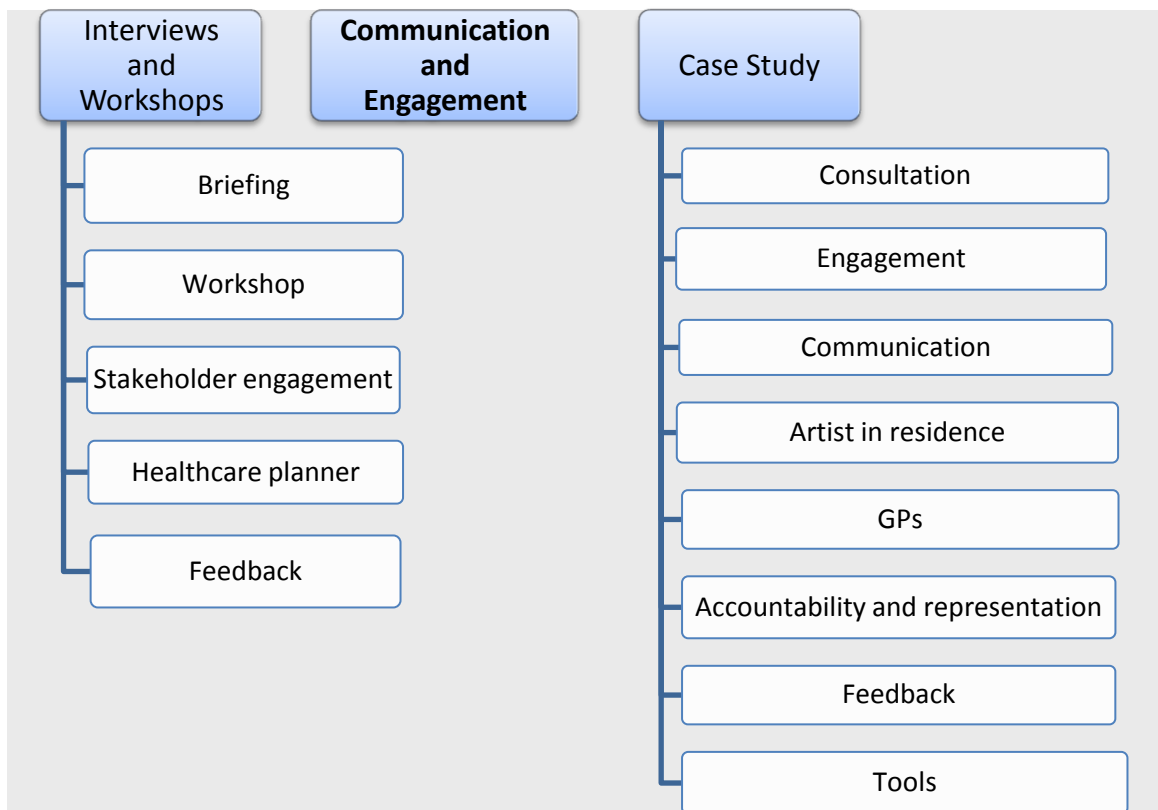 Interviews
and
Workshops
Communication
and
Engagement
Case Study
Briefing
Workshop
Stakeholder engagement
Healthcare planner
Feedback
Consultation
Engagement
Communication
Artist in residence
GPs
Accountability and representation
Feedback
Tools